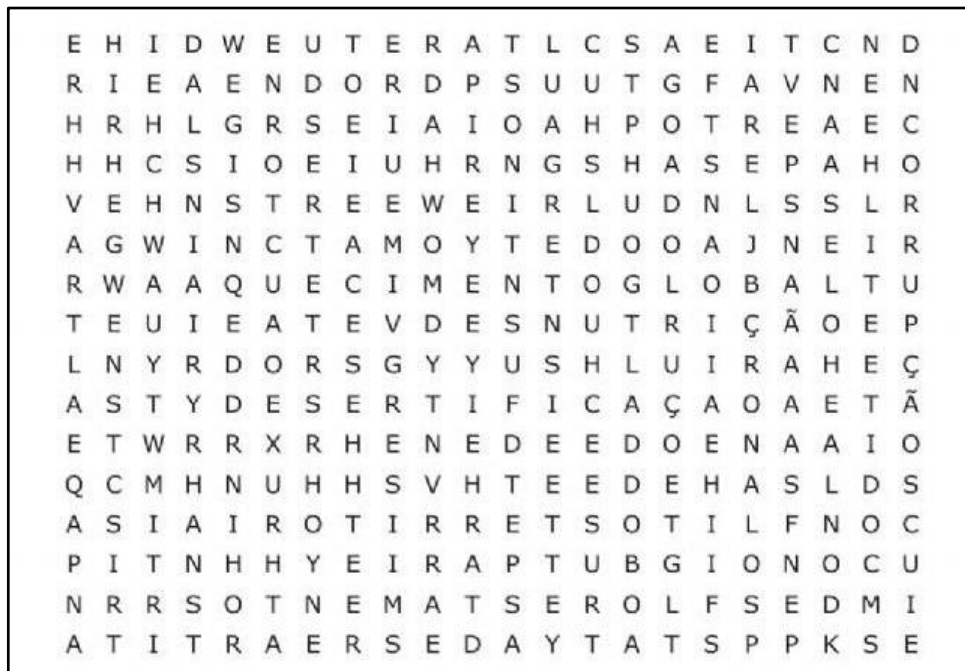 E H I D W E U T E R A T L C S A E I T C N D
R I E A E N D O R D P S U U T G F A V N E N
H R H L G R S E I A I O A H P O T R E A E C
H H C S I O E I U H R N G S H A S E P A H O
V E H N S T R E E W E I R L U D N L S S L R
A G W I N C T A M O Y T E D O O A J N E I R
R W A A Q U E C I M E N T O G L O B A L T U
T E U I E A T E V D E S N U T R I Ç Ã O E P
L N Y R D O R S G Y Y U S H L U I R A H E Ç
A S T Y D E S E R T I F I C A Ç A O A E T Ã
E T W R R X R H E N E D E E D O E N A A I O
Q C M H N U H H S V H T E E D E H A S L D S
A S I A I R O T I R R E T S O T I L F N O C
P I T N H H Y E I R A P T U B G I O N O C U
N R R S O T N E M A T S E R O L F S E D M I
A T I T R A E R S E D A Y T A T S P P K S E